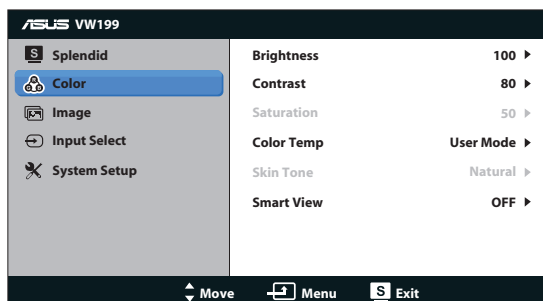 ASUS VW199
S Splendid
Color
Image
Input Select
System Setup
Brightness 100
Contrast 80
Saturation 50
Color Temp User Mode
Skin Tone Natural
Smart View OFF
Move Menu S Exit